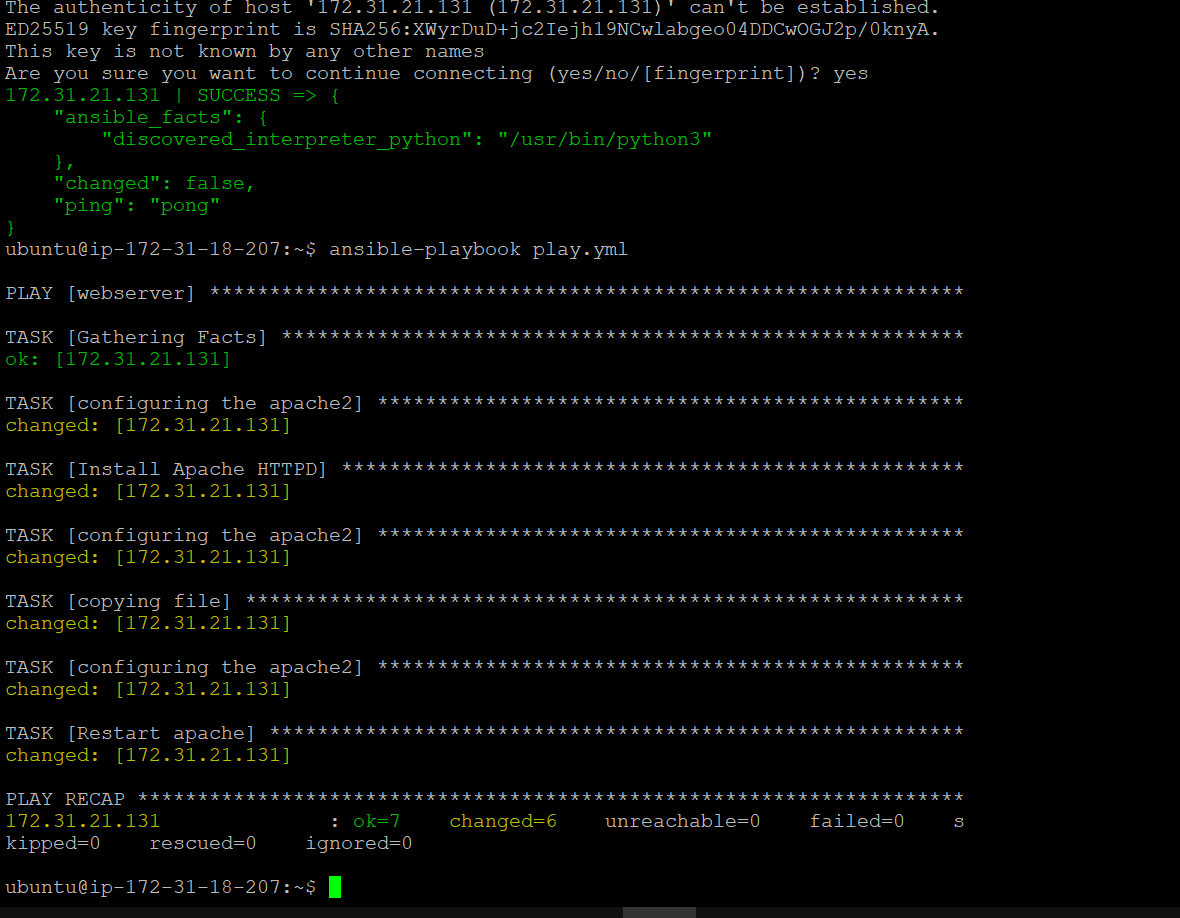 The authenticity of host '172.31.21.131 (172.31.21.131)' can't be established.
ED25519 key fingerprint is SHA256:XWyrDuD+jc2Iejhl9NCwlabgeo04DDCwOGJ2p/0knyA.
This key is not known by any other names
Are you sure you want to continue connecting (yes/no/[fingerprint])? yes
172.31.21.131 | SUCCESS => {
    "ansible_facts": {
        "discovered_interpreter_python": "/usr/bin/python3"
    },
    "changed": false,
    "ping": "pong"
}
ubuntu@ip-172-31-18-207:~$ ansible-playbook play.yml
PLAY [webserver] ***************************************************************
TASK [Gathering Facts] *********************************************************
ok: [172.31.21.131]
TASK [configuring the apache2] *************************************************
changed: [172.31.21.131]
TASK [Install Apache HTTPD] ****************************************************
changed: [172.31.21.131]
TASK [configuring the apache2] *************************************************
changed: [172.31.21.131]
TASK [copying file] ************************************************************
changed: [172.31.21.131]
TASK [configuring the apache2] *************************************************
changed: [172.31.21.131]
TASK [Restart apache] **********************************************************
changed: [172.31.21.131]
PLAY RECAP *********************************************************************
172.31.21.131              : ok=7    changed=6    unreachable=0    failed=0    s
kipped=0    rescued=0    ignored=0
ubuntu@ip-172-31-18-207:~$